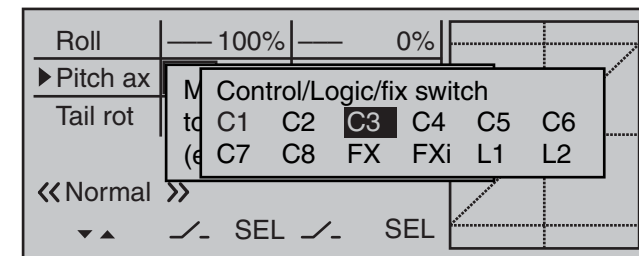 Roll 100% 0%
Pitch ax
Tail rot
M
to
(e
Control/Logic/fix switch
C1 C2 C3 C4 C5 C6
C7 C8 FX FXi L1 L2
«Normal »
SEL SEL